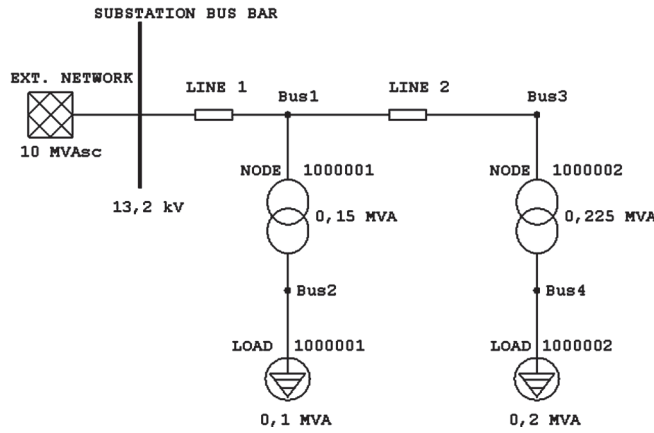 SUBSTATION BUS BAR
EXT. NETWORK
LINE 1
Bus1
LINE 2
Bus3
10 MVAsc
13,2 kV
NODE 1000001
0,15 MVA
NODE 1000002
0,225 MVA
Bus2
Bus4
LOAD 1000001
0,1 MVA
LOAD 1000002
0,2 MVA